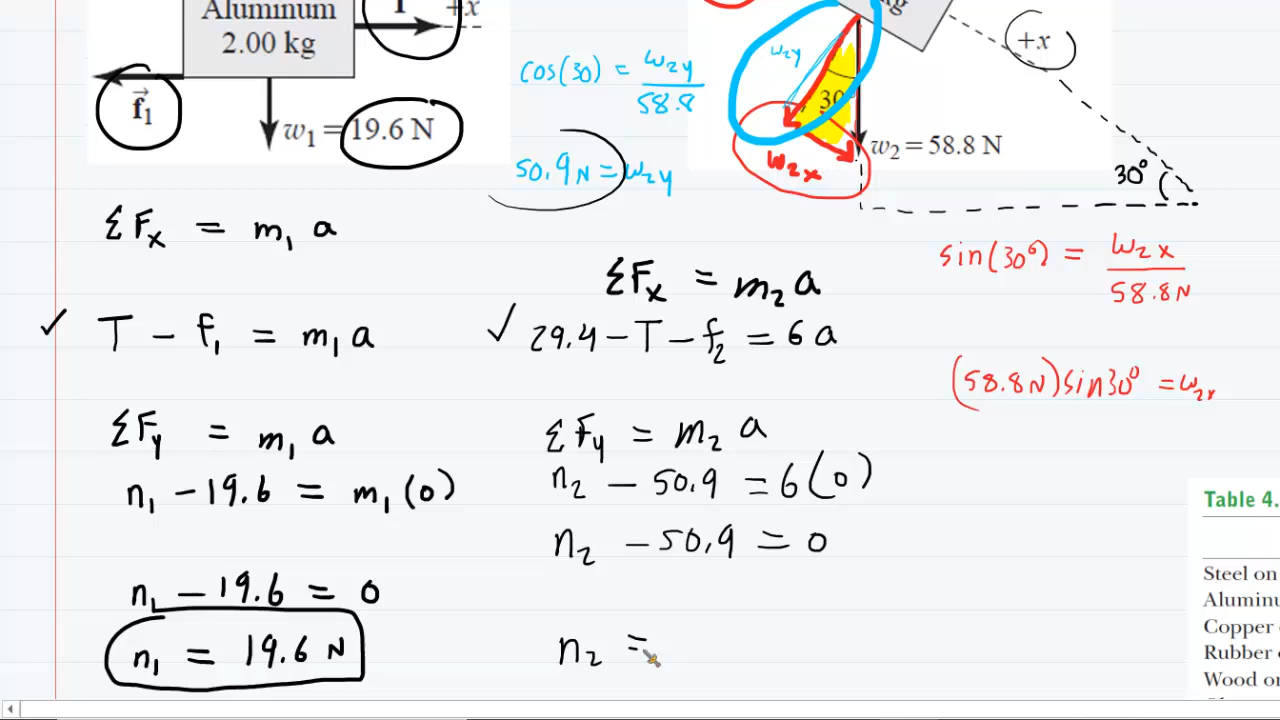 Aluminum
2.00 kg
+x
f₁
w₁ = 19.6 N
cos(30) = w₂y / 58.8
50.9 N = w₂y
w₂y
30°
kg
+x
w₂ = 58.8 N
w₂x
30°
ΣFx = m₁ a
T − f₁ = m₁ a
ΣFy = m₁ a
n₁ − 19.6 = m₁ (0)
n₁ − 19.6 = 0
n₁ = 19.6 N
ΣFx = m₂ a
29.4 − T − f₂ = 6 a
ΣFy = m₂ a
n₂ − 50.9 = 6 (0)
n₂ − 50.9 = 0
n₂ =
sin(30°) = w₂x / 58.8 N
(58.8 N) sin 30° = w₂x
Table 4.
Steel on
Copper
Rubber